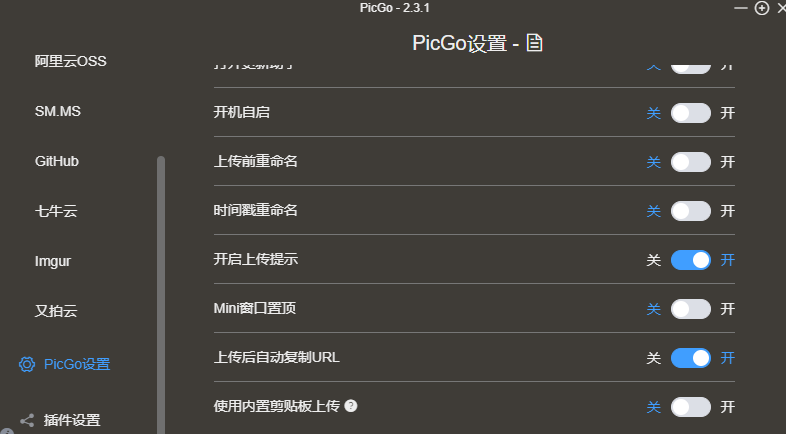 PicGo - 2.3.1
PicGo设置 -
阿里云OSS
SM.MS
GitHub
七牛云
Imgur
又拍云
PicGo设置
插件设置
关 开
开机自启 关 开
上传前重命名 关 开
时间戳重命名 关 开
开启上传提示 关 开
Mini窗口置顶 关 开
上传后自动复制URL 关 开
使用内置剪贴板上传 ? 关 开